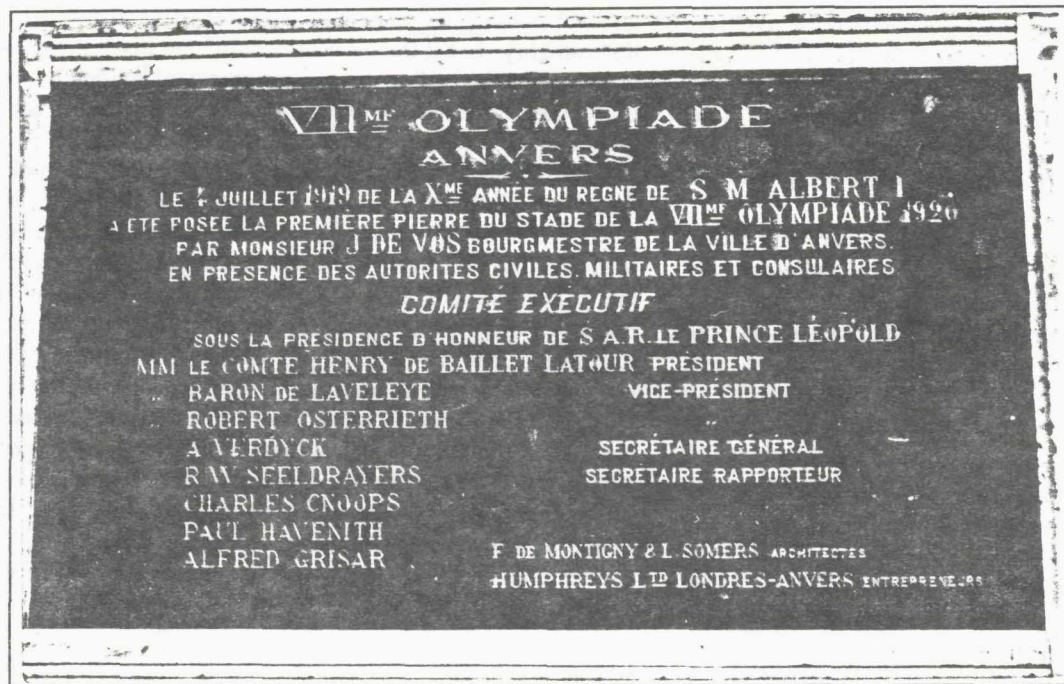 VIIME OLYMPIADE
ANVERS
LE 4 JUILLET 1919 DE LA XME ANNÉE DU REGNE DE S M ALBERT I
A ETE POSEE LA PREMIÈRE PIERRE DU STADE DE LA VIIME OLYMPIADE 1920
PAR MONSIEUR J DE VOS BOURGMESTRE DE LA VILLE D'ANVERS.
EN PRESENCE DES AUTORITES CIVILES. MILITAIRES ET CONSULAIRES
COMITÉ EXECUTIF
SOUS LA PRESIDENCE D'HONNEUR DE S A.R. LE PRINCE LÉOPOLD
MM LE COMTE HENRY DE BAILLET LATOUR PRÉSIDENT
" BARON DE LAVELEYE VICE-PRÉSIDENT
" ROBERT OSTERRIETH "
A VERDYCK SECRÉTAIRE GÉNÉRAL
R.W SEELDRAYERS SECRÉTAIRE RAPPORTEUR
CHARLES CNOOPS
PAUL HAVENITH
ALFRED GRISAR
F DE MONTIGNY & L. SOMERS ARCHITECTES
HUMPHREYS LTD LONDRES-ANVERS ENTREPRENEURS